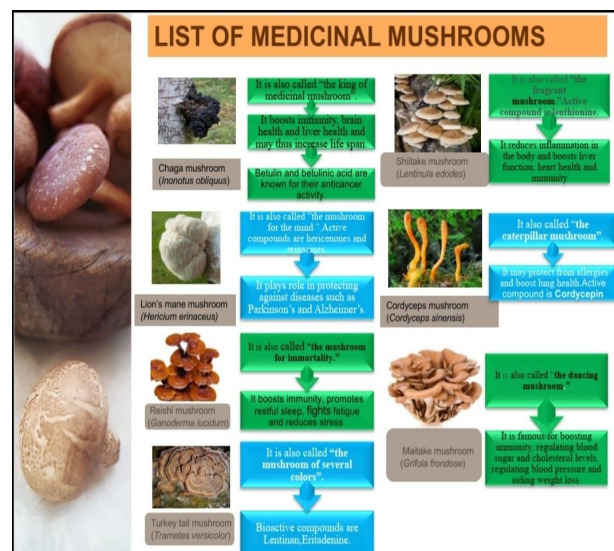 LIST OF MEDICINAL MUSHROOMS
Chaga mushroom
(Inonotus obliquus)
It is also called "the king of
medicinal mushroom".
It boosts immunity, brain
health and liver health and
may thus increase life span.
Betulin and betulinic acid are
known for their anticancer
activity.
Shiitake mushroom
(Lentinula edodes)
It is also called "the
fragrant
mushroom."Active
compound is lenthionine.
It reduces inflammation in
the body and boosts liver
function, heart health and
immunity
Lion's mane mushroom
(Hericium erinaceus)
It is also called "the mushroom
for the mind " Active
compounds are hericenones and
erinacines.
It plays role in protecting
against diseases such as
Parkinson's and Alzheimer's.
Cordyceps mushroom
(Cordyceps sinensis)
It also called "the
caterpillar mushroom".
It may protect from allergies
and boost lung health.Active
compound is Cordycepin
Reishi mushroom
(Ganoderma lucidum)
It is also called "the mushroom
for immortality."
It boosts immunity, promotes
restful sleep, fights fatigue
and reduces stress.
Maitake mushroom
(Grifola frondose)
It is also called "the dancing
mushroom."
It is famous for boosting
immunity, regulating blood
sugar and cholesterol levels,
regulating blood pressure and
aiding weight loss.
Turkey tail mushroom
(Trametes versicolor)
It is also called "the
mushroom of several
colors".
Bioactive compounds are
Lentinan,Eritadenine.